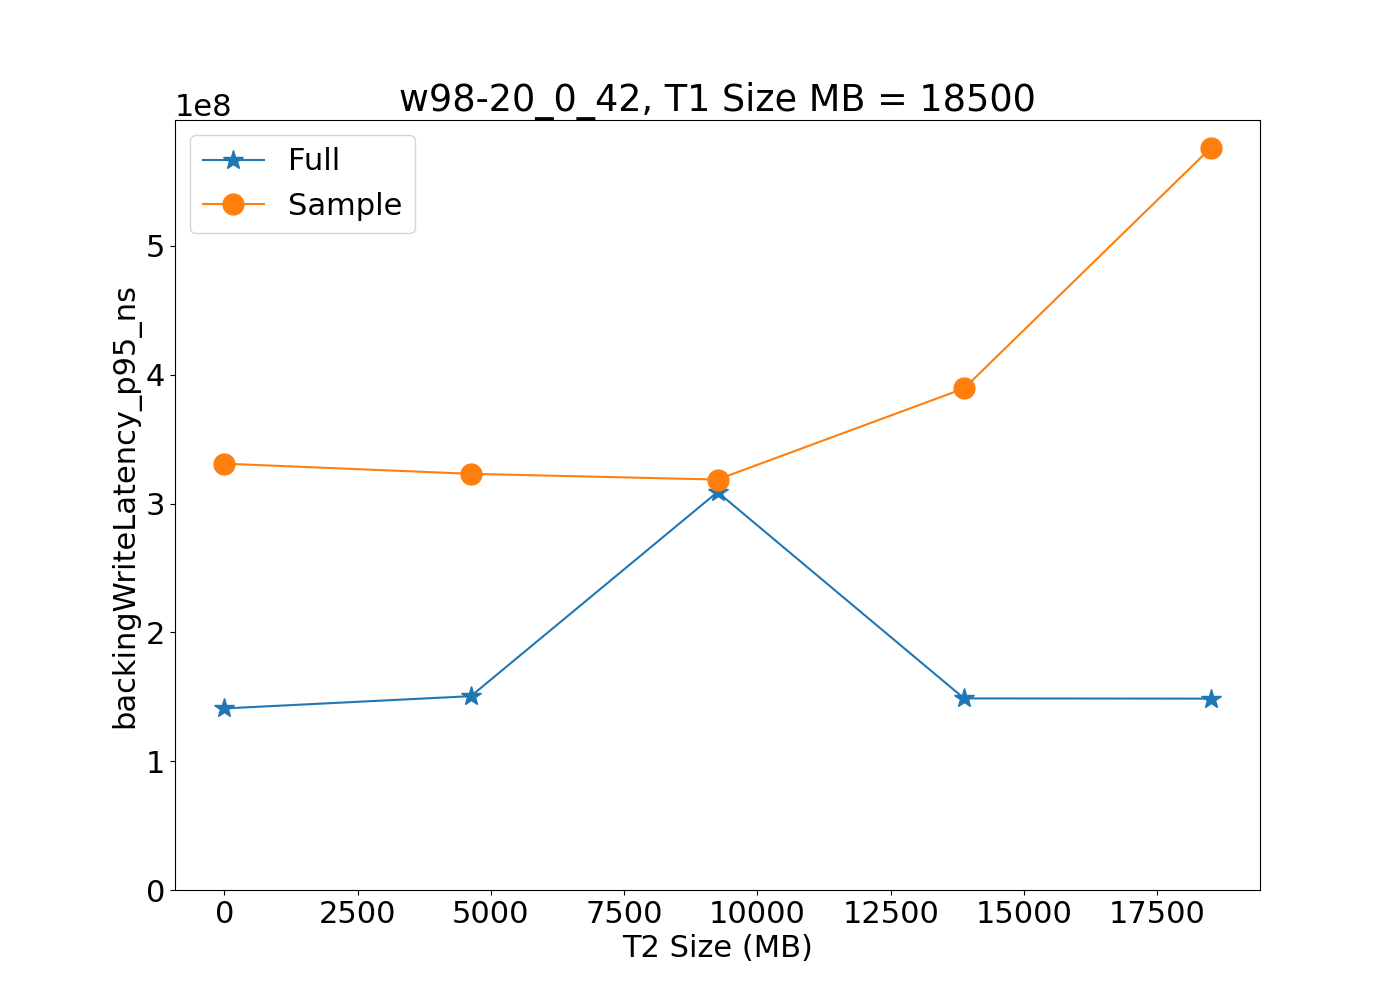 w98-20_0_42, T1 Size MB = 18500
1e8
Full
Sample
backingWriteLatency_p95_ns
5
4
3
2
1
0
0 2500 5000 7500 10000 12500 15000 17500
T2 Size (MB)